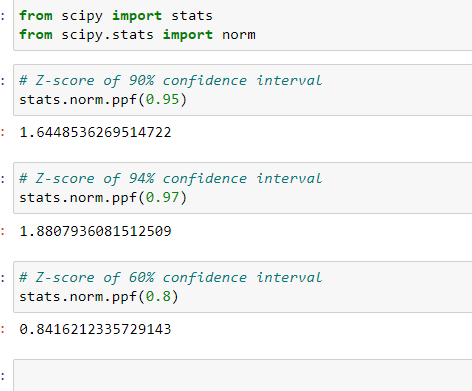 from scipy import stats
from scipy.stats import norm
# Z-score of 90% confidence interval
stats.norm.ppf(0.95)
1.6448536269514722
# Z-score of 94% confidence interval
stats.norm.ppf(0.97)
1.8807936081512509
# Z-score of 60% confidence interval
stats.norm.ppf(0.8)
0.8416212335729143